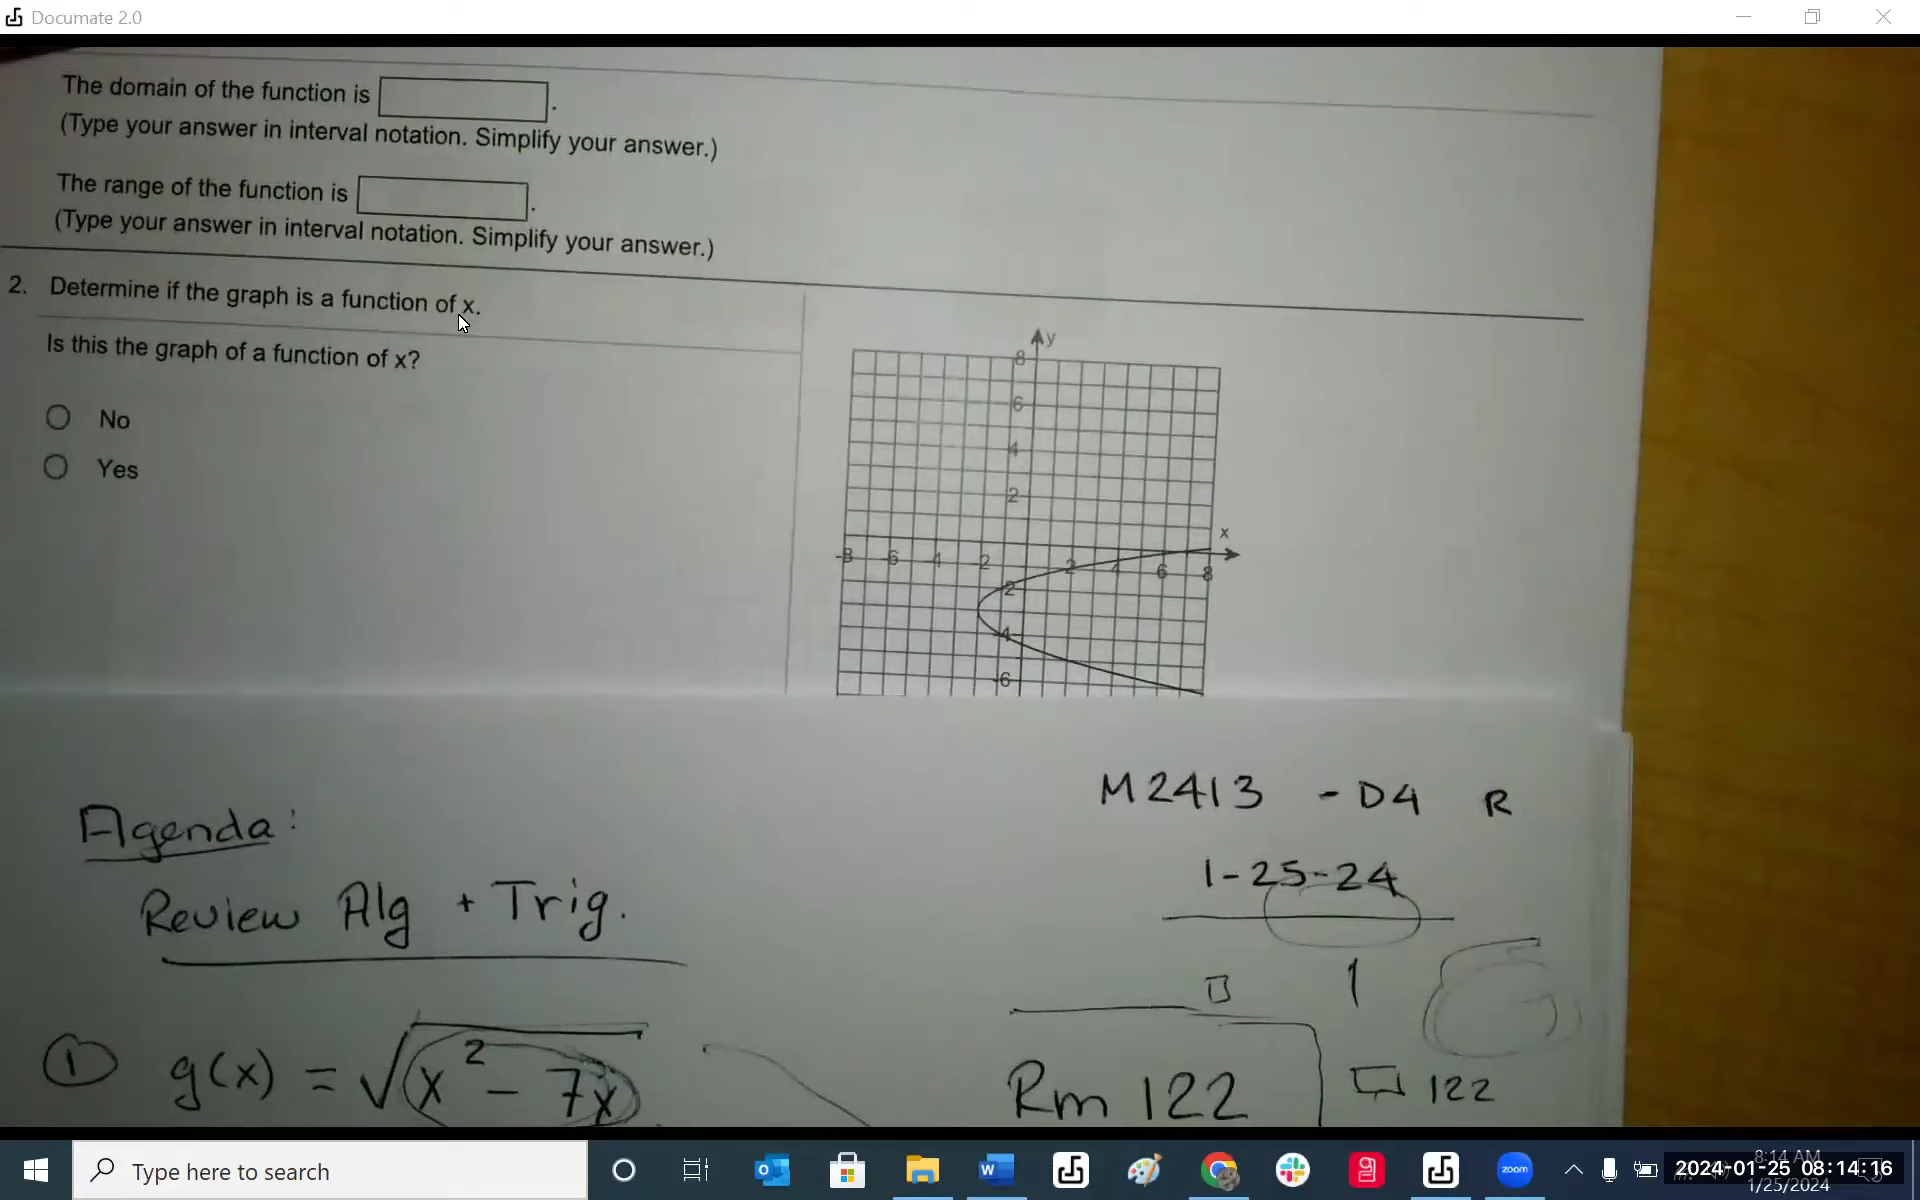 Documate 2.0
The domain of the function is
(Type your answer in interval notation. Simplify your answer.)
The range of the function is
(Type your answer in interval notation. Simplify your answer.)
2. Determine if the graph is a function of x.
Is this the graph of a function of x?
No
Yes
y
8
6
4
2
x
-8 -6 -4 -2 2 4 6 8
-2
-4
-6
M2413 - D4 R
Agenda:
1-25-24
Review Alg + Trig.
1
① g(x) = √(x² - 7x)
Rm 122
122
Type here to search
zoom
8:14 AM
2024-01-25 08:14:16
1/25/2024